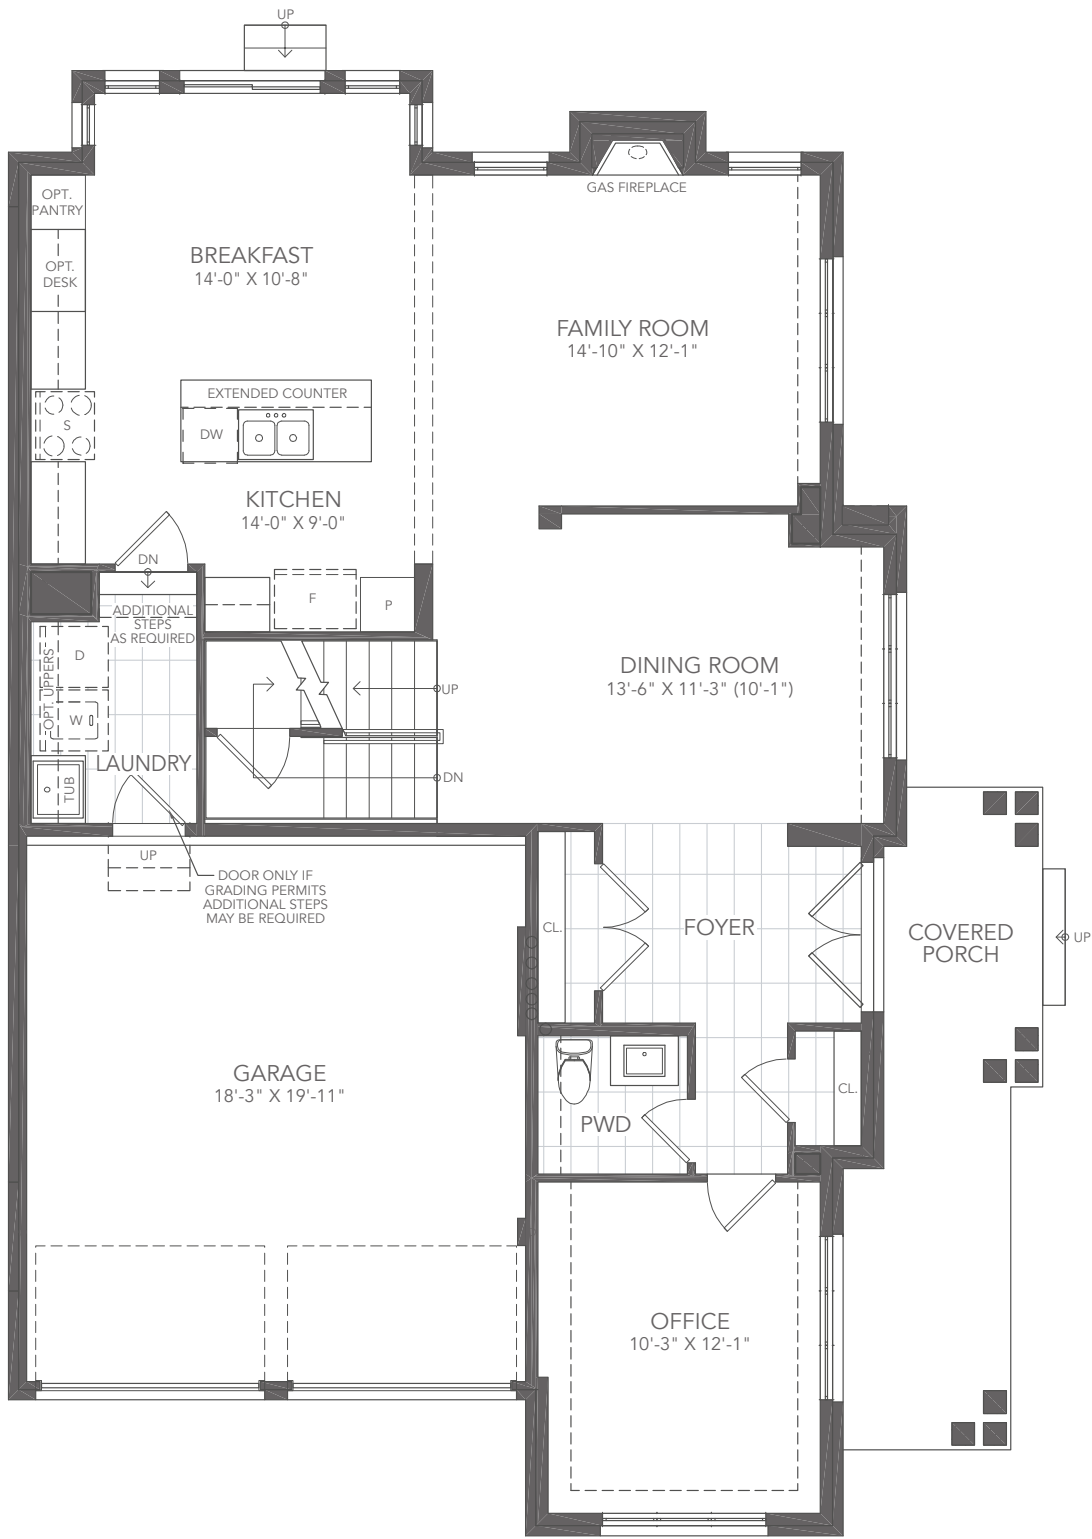 UP
GAS FIREPLACE
OPT.
PANTRY
OPT.
DESK
BREAKFAST
14'-0" X 10'-8"
FAMILY ROOM
14'-10" X 12'-1"
EXTENDED COUNTER
S
DW
KITCHEN
14'-0" X 9'-0"
DN
F
P
ADDITIONAL
STEPS
AS REQUIRED
OPT. UPPERS
D
W
TUB
LAUNDRY
UP
DN
DINING ROOM
13'-6" X 11'-3" (10'-1")
UP
DOOR ONLY IF
GRADING PERMITS
ADDITIONAL STEPS
MAY BE REQUIRED
CL.
FOYER
COVERED
PORCH
UP
GARAGE
18'-3" X 19'-11"
PWD
CL.
OFFICE
10'-3" X 12'-1"